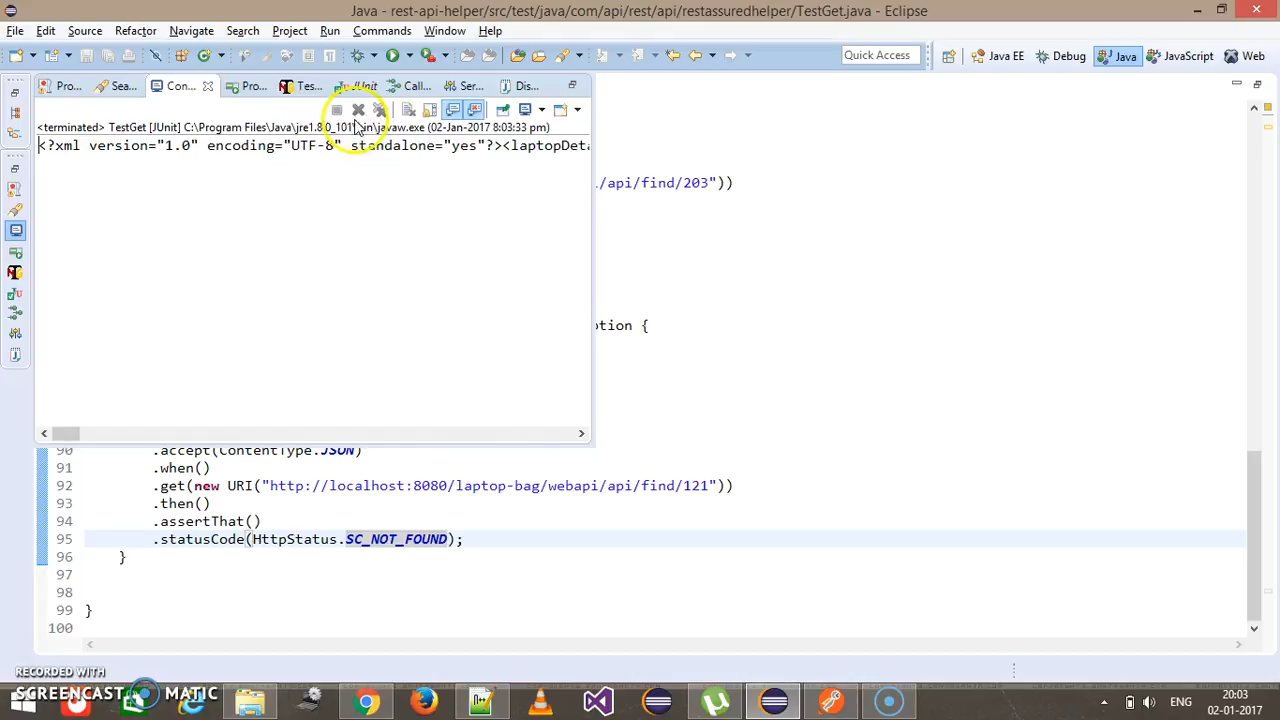 Java - rest-api-helper/src/test/java/com/api/rest/api/restassuredhelper/TestGet.java - Eclipse
File Edit Source Refactor Navigate Search Project Run Commands Window Help
Quick Access
Java EE
Debug
Java
JavaScript
Web
Pro...
Sea...
Con...
Pro...
Tes...
JUnit
Call...
Ser...
Dis...
<terminated> TestGet [JUnit] C:\Program Files\Java\jre1.8.0_101\bin\javaw.exe (02-Jan-2017 8:03:33 pm)
<?xml version="1.0" encoding="UTF-8" standalone="yes"?><laptopDeta
i/api/find/203"))
ption {
90 .accept(ContentType.JSON)
91 .when()
92 .get(new URI("http://localhost:8080/laptop-bag/webapi/api/find/121"))
93 .then()
94 .assertThat()
95 .statusCode(HttpStatus.SC_NOT_FOUND);
96 }
97
98
99 }
100
RECORDED WITH
SCREENCAST MATIC
ENG
20:03
02-01-2017